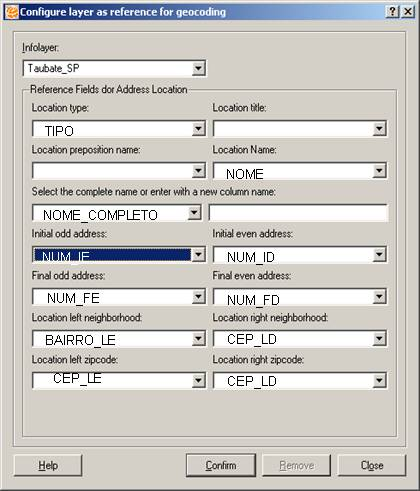 Configure layer as reference for geocoding
Infolayer:
Taubate_SP
Reference Fields dor Address Location
Location type: Location title:
TIPO
Location preposition name: Location Name:
NOME
Select the complete name or enter with a new column name:
NOME_COMPLETO
Initial odd address: Initial even address:
NUM_IE NUM_ID
Final odd address: Final even address:
NUM_FE NUM_FD
Location left neighborhood: Location right neighborhood:
BAIRRO_LE CEP_LD
Location left zipcode: Location right zipcode:
CEP_LE CEP_LD
Help Confirm Remove Close